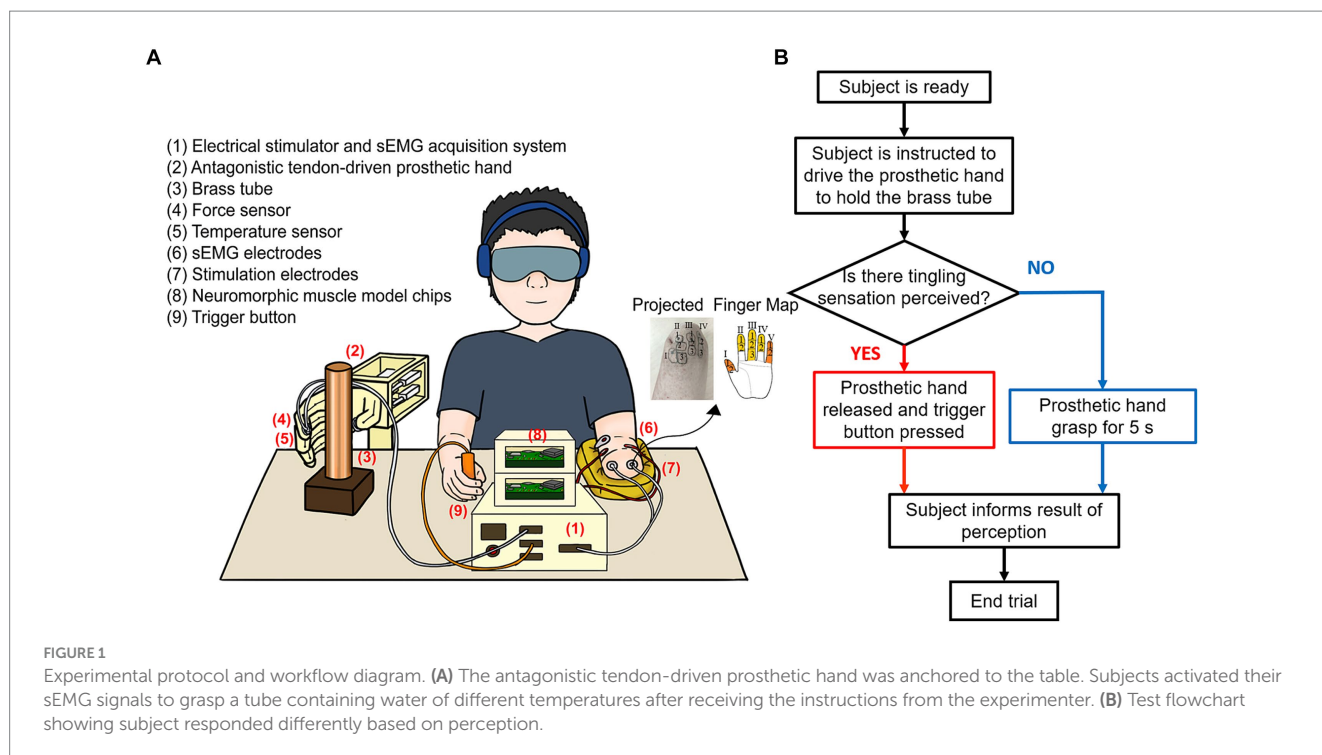 A
(1) Electrical stimulator and sEMG acquisition system
(2) Antagonistic tendon-driven prosthetic hand
(3) Brass tube
(4) Force sensor
(5) Temperature sensor
(6) sEMG electrodes
(7) Stimulation electrodes
(8) Neuromorphic muscle model chips
(9) Trigger button
Projected Finger Map
II III IV
I
II III IV V
I
(2)
(4)
(5)
(3)
(8)
(9)
(1)
(6)
(7)
B
Subject is ready
Subject is instructed to
drive the prosthetic hand
to hold the brass tube
Is there tingling
sensation perceived?
NO
YES
Prosthetic hand
released and trigger
button pressed
Prosthetic hand
grasp for 5 s
Subject informs result of
perception
End trial
FIGURE 1
Experimental protocol and workflow diagram. (A) The antagonistic tendon-driven prosthetic hand was anchored to the table. Subjects activated their
sEMG signals to grasp a tube containing water of different temperatures after receiving the instructions from the experimenter. (B) Test flowchart
showing subject responded differently based on perception.